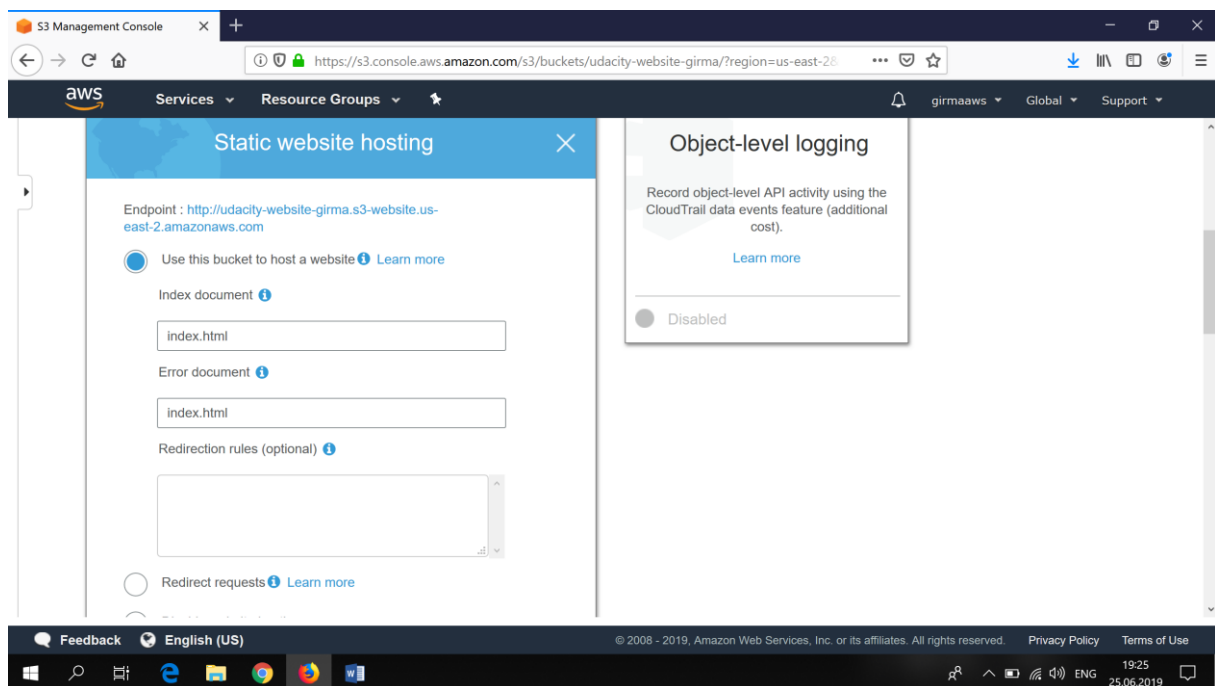 S3 Management Console
https://s3.console.aws.amazon.com/s3/buckets/udacity-website-girma/?region=us-east-28
aws
Services
Resource Groups
girmaaws
Global
Support
Static website hosting
Endpoint : http://udacity-website-girma.s3-website.us-
east-2.amazonaws.com
Use this bucket to host a website Learn more
Index document
index.html
Error document
index.html
Redirection rules (optional)
Redirect requests Learn more
Object-level logging
Record object-level API activity using the
CloudTrail data events feature (additional
cost).
Learn more
Disabled
Feedback
English (US)
© 2008 - 2019, Amazon Web Services, Inc. or its affiliates. All rights reserved.
Privacy Policy
Terms of Use
ENG
19:25
25.06.2019